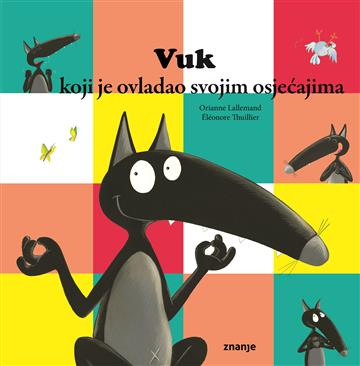 Vuk
koji je ovladao svojim osjećajima
Orianne Lallemand
Éléonore Thuillier
znanje